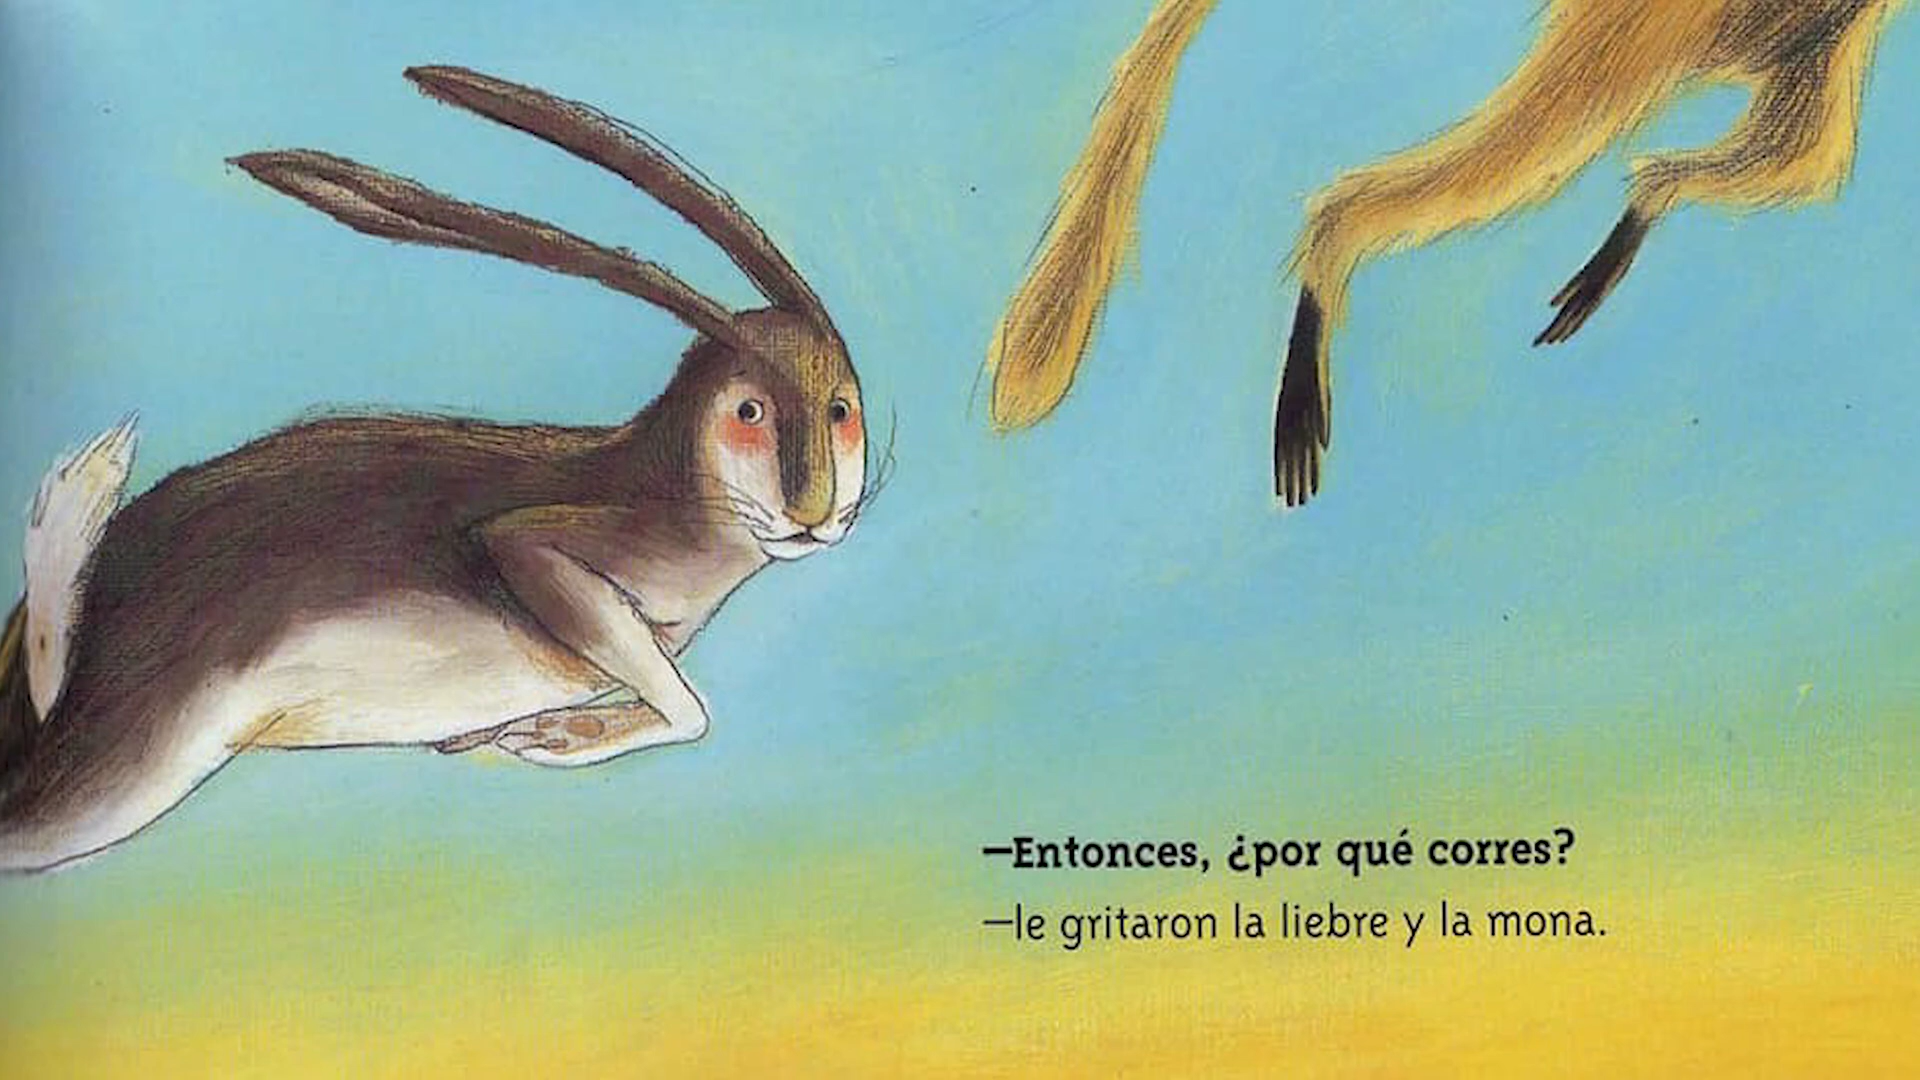 —Entonces, ¿por qué corres?
—le gritaron la liebre y la mona.